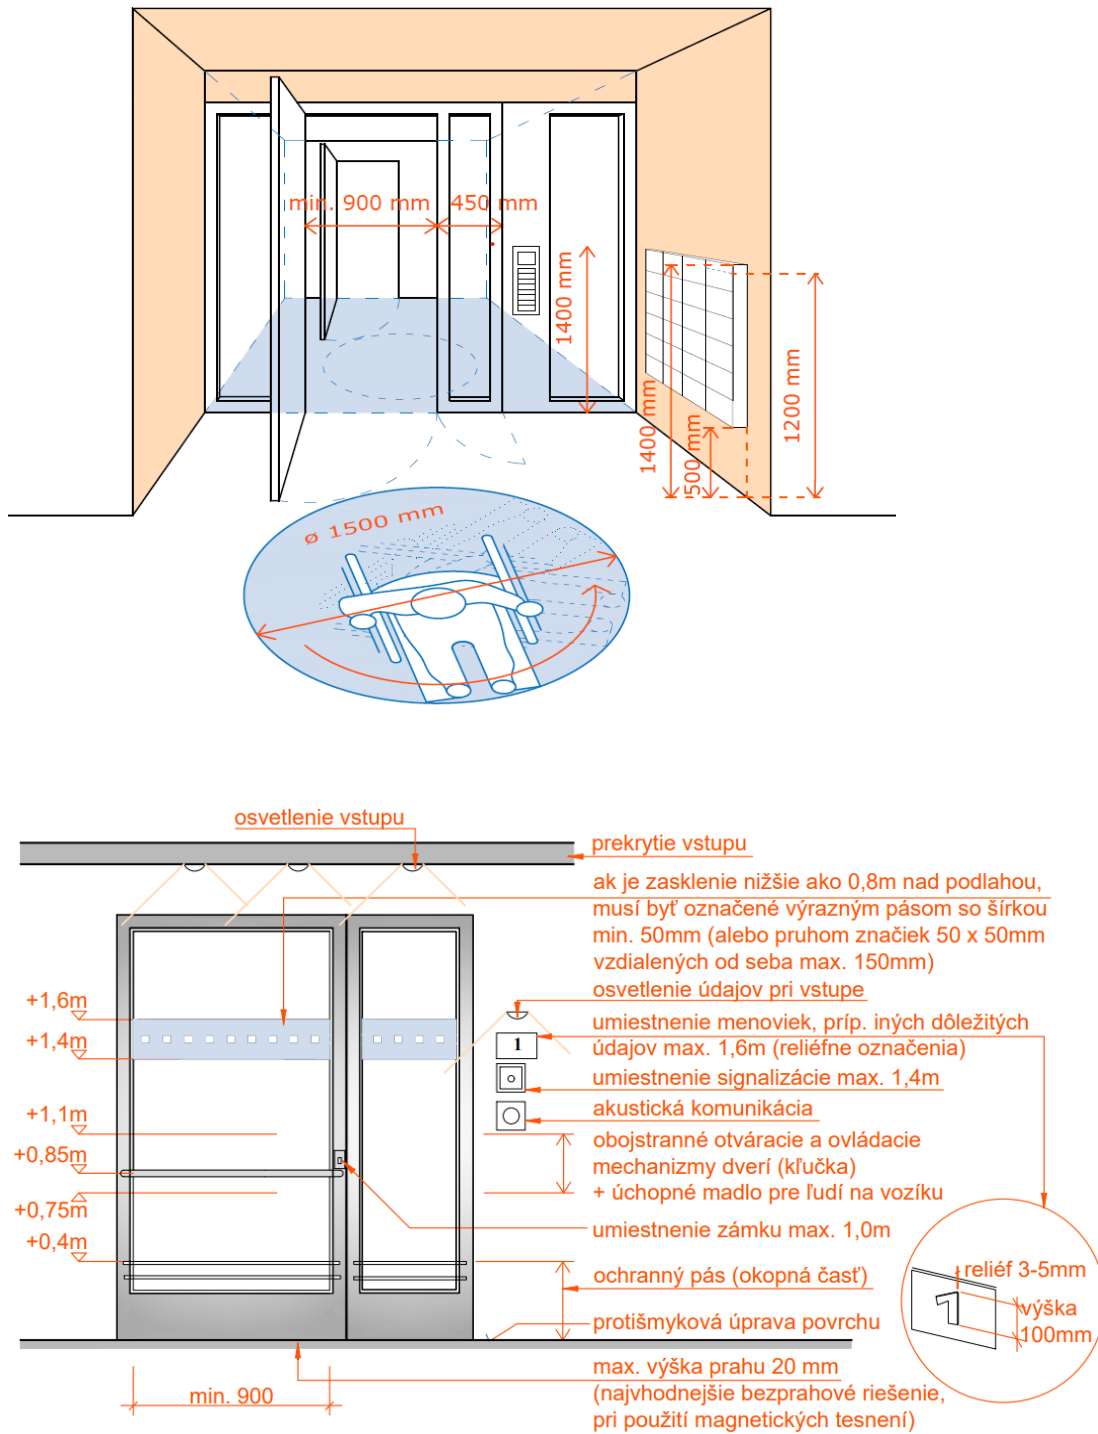 min. 900 mm
450 mm
1400 mm
1400 mm
500 mm
1200 mm
ø 1500 mm
osvetlenie vstupu
prekrytie vstupu
ak je zasklenie nižšie ako 0,8m nad podlahou,
musí byť označené výrazným pásom so šírkou
min. 50mm (alebo pruhom značiek 50 x 50mm
vzdialených od seba max. 150mm)
+1,6m
osvetlenie údajov pri vstupe
+1,4m
1
umiestnenie menoviek, príp. iných dôležitých
údajov max. 1,6m (reliéfne označenia)
umiestnenie signalizácie max. 1,4m
+1,1m
akustická komunikácia
+0,85m
obojstranné otváracie a ovládacie
mechanizmy dverí (kľučka)
+ úchopné madlo pre ľudí na vozíku
+0,75m
umiestnenie zámku max. 1,0m
+0,4m
ochranný pás (okopná časť)
reliéf 3-5mm
1
výška
100mm
protišmyková úprava povrchu
max. výška prahu 20 mm
(najvhodnejšie bezprahové riešenie,
pri použití magnetických tesnení)
min. 900